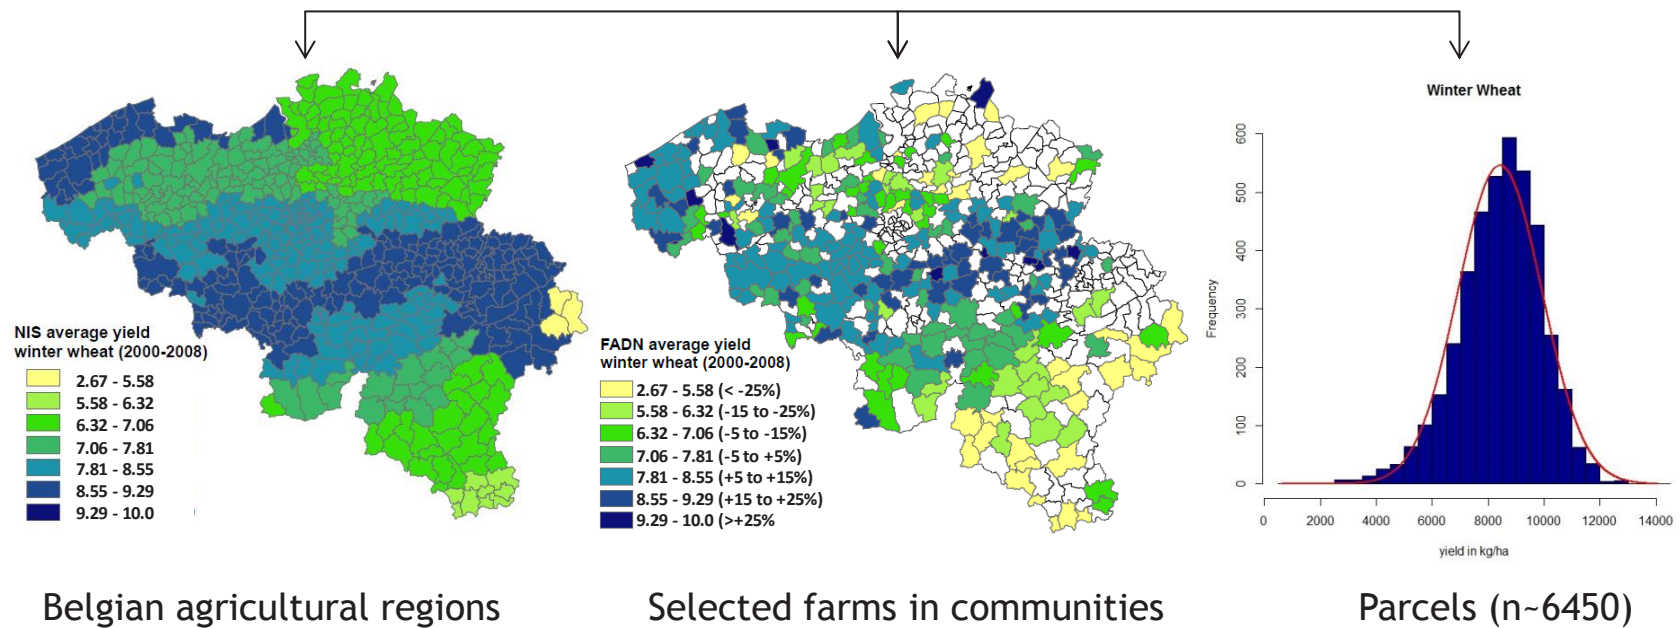 NIS average yield
winter wheat (2000-2008)
2.67 - 5.58
5.58 - 6.32
6.32 - 7.06
7.06 - 7.81
7.81 - 8.55
8.55 - 9.29
9.29 - 10.0
Belgian agricultural regions
FADN average yield
winter wheat (2000-2008)
2.67 - 5.58 (< -25%)
5.58 - 6.32 (-15 to -25%)
6.32 - 7.06 (-5 to -15%)
7.06 - 7.81 (-5 to +5%)
7.81 - 8.55 (+5 to +15%)
8.55 - 9.29 (+15 to +25%)
9.29 - 10.0 (>+25%
Selected farms in communities
Winter Wheat
Frequency
600
500
400
300
200
100
0
0 2000 4000 6000 8000 10000 12000 14000
yield in kg/ha
Parcels (n~6450)